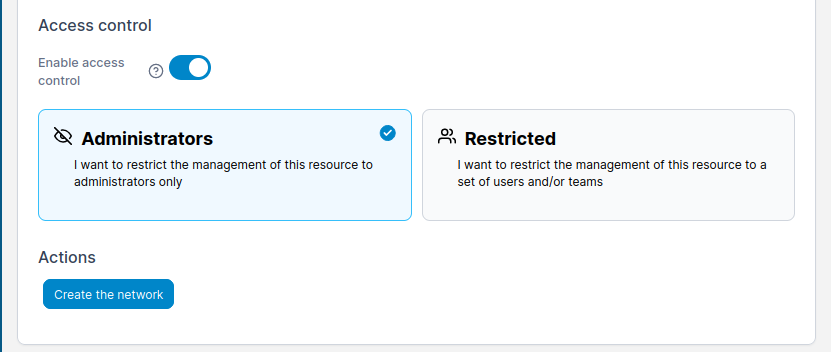 Access control
Enable access
control
Administrators
I want to restrict the management of this resource to
administrators only
Restricted
I want to restrict the management of this resource to a
set of users and/or teams
Actions
Create the network